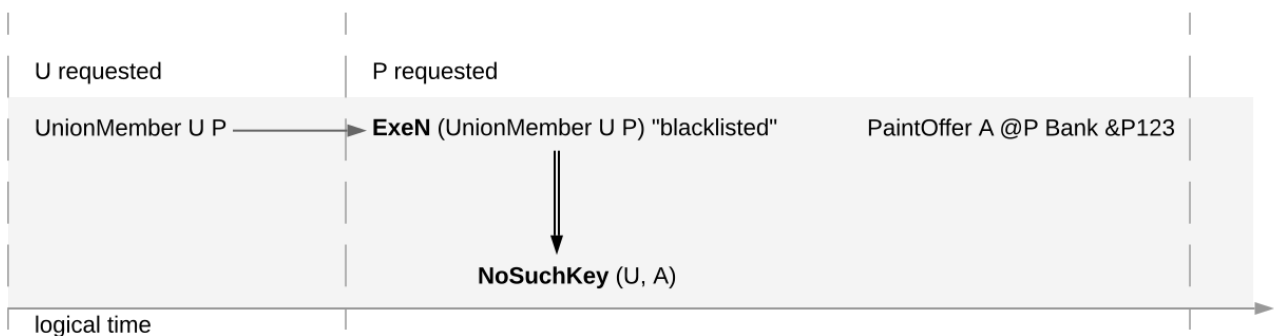 U requested
P requested
UnionMember U P
ExeN (UnionMember U P) "blacklisted"
PaintOffer A @P Bank &P123
NoSuchKey (U, A)
logical time